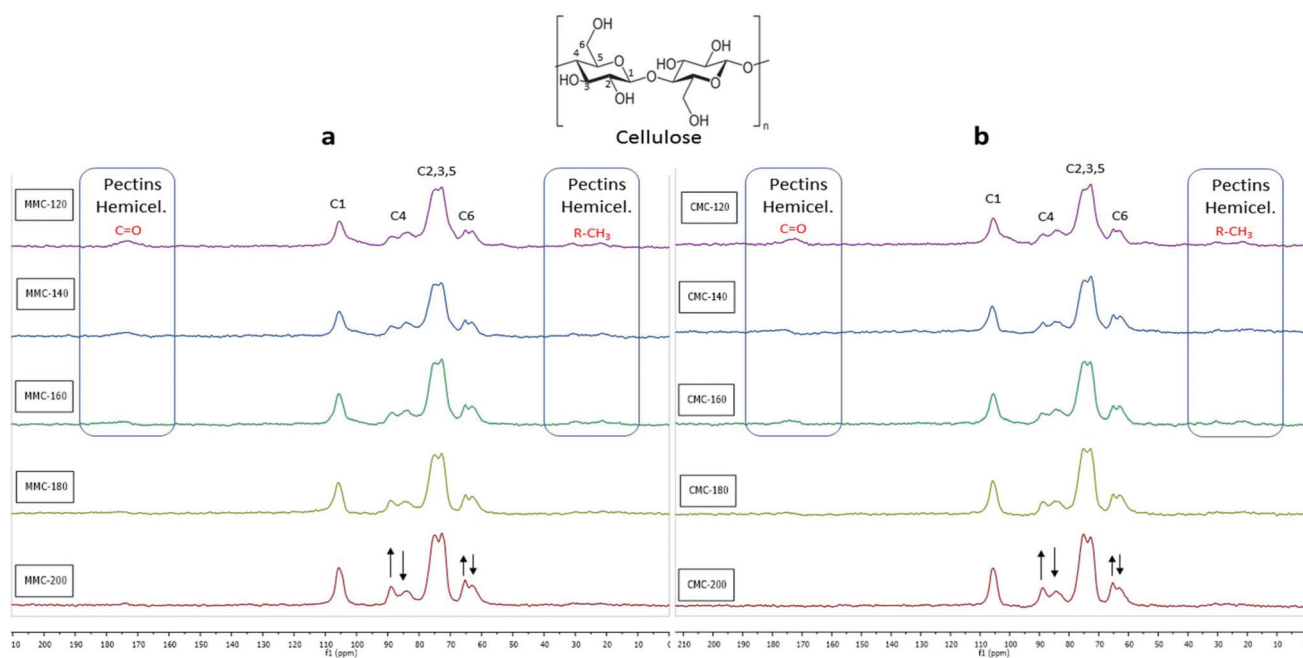 OH
6
4
5
O
1
HO
3
2
OH
O
OH
HO
O
O
OH
n
Cellulose
a
b
Pectins
Hemicel.
C=O
C1
C4
C2,3,5
C6
Pectins
Hemicel.
R-CH₃
MMC-120
MMC-140
MMC-160
MMC-180
MMC-200
210 200 190 180 170 160 150 140 130 120 110 100 90 80 70 60 50 40 30 20 10 0
f1 (ppm)
Pectins
Hemicel.
C=O
C1
C4
C2,3,5
C6
Pectins
Hemicel.
R-CH₃
CMC-120
CMC-140
CMC-160
CMC-180
CMC-200
210 200 190 180 170 160 150 140 130 120 110 100 90 80 70 60 50 40 30 20 10 0
f1 (ppm)